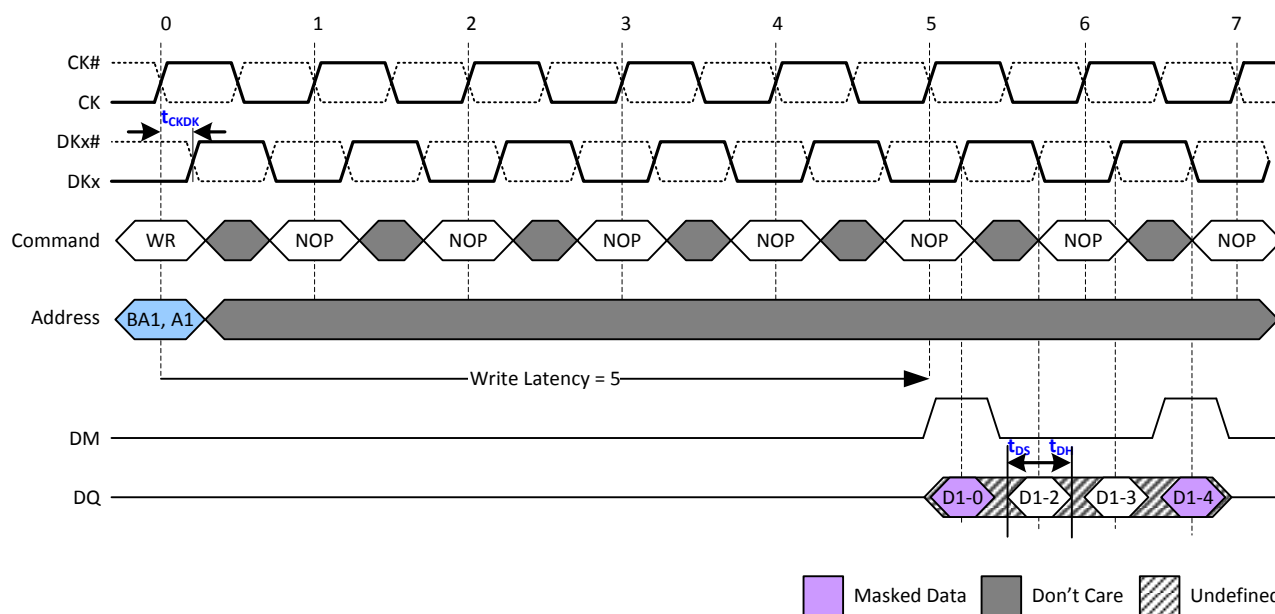 0 1 2 3 4 5 6 7
CK#
CK
tCKDK
DKx#
DKx
Command WR NOP NOP NOP NOP NOP NOP NOP
Address BA1, A1
Write Latency = 5
DM
tDS tDH
DQ D1-0 D1-2 D1-3 D1-4
Masked Data Don't Care Undefined